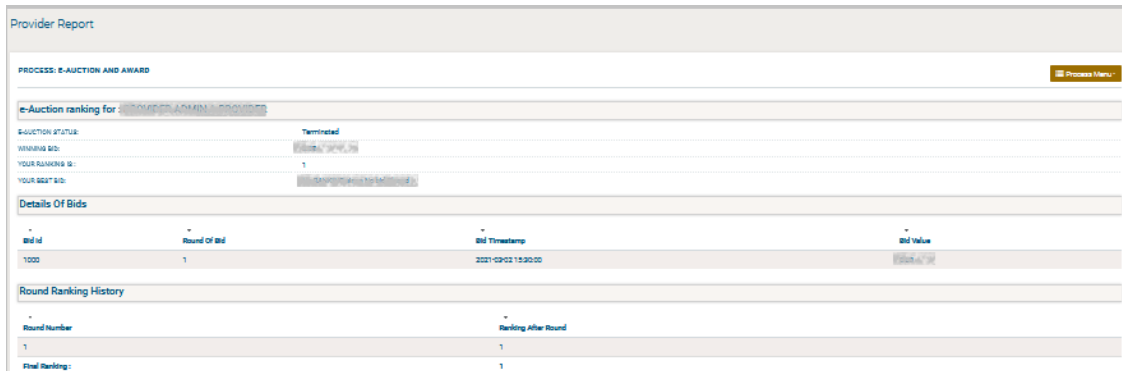 Provider Report
PROCESS: E-AUCTION AND AWARD
Process Menu
e-Auction ranking for :
E-AUCTION STATUS: Terminated
WINNING BID:
YOUR RANKING IS: 1
YOUR BEST BID:
Details Of Bids
Bid Id Round Of Bid Bid Timestamp Bid Value
1000 1 2021-03-02 15:30:00
Round Ranking History
Round Number Ranking After Round
1 1
Final Ranking : 1